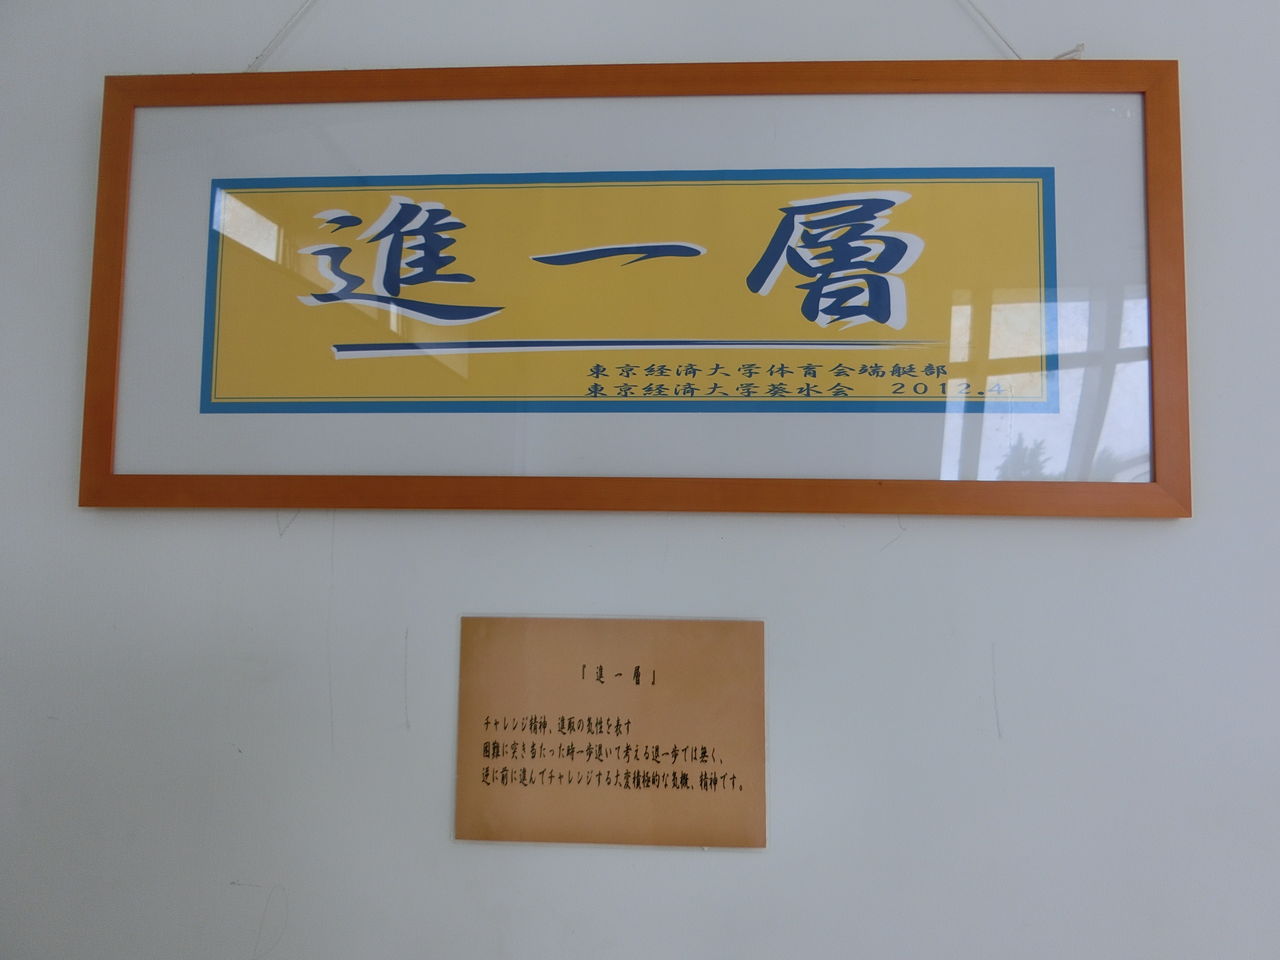 進一層
東京経済大学体育会端艇部
東京経済大学葵水会 2012.4
『進一層』
チャレンジ精神、進取の気性を表す
困難に突き当たった時一歩退いて考える退一歩では無く、
逆に前に進んでチャレンジする大変積極的な気概、精神です。